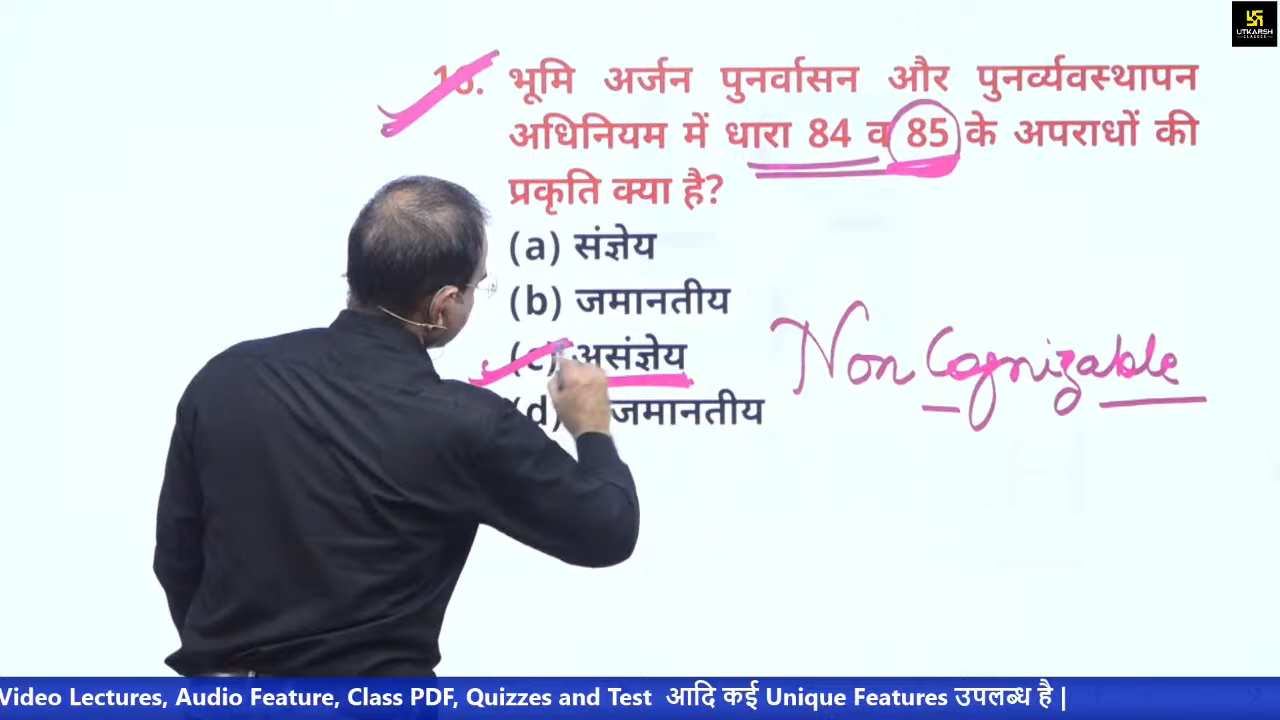 UTKARSH
CLASSES
भूमि अर्जन पुनर्वासन और पुनर्व्यवस्थापन
अधिनियम में धारा 84 व 85 के अपराधों की
प्रकृति क्या है?
(a) संज्ञेय
(b) जमानतीय
(c) असंज्ञेय
Non Cognizable
(d) जमानतीय
Video Lectures, Audio Feature, Class PDF, Quizzes and Test आदि कई Unique Features उपलब्ध है |